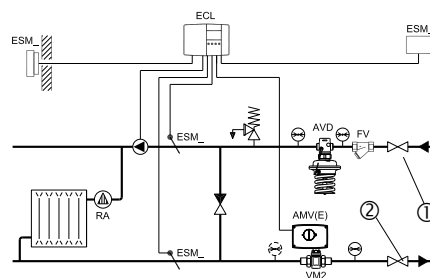 ECL
ESM_
ESM_
ESM_
AVD
FV
①
RA
AMV(E)
②
ESM_
VM2